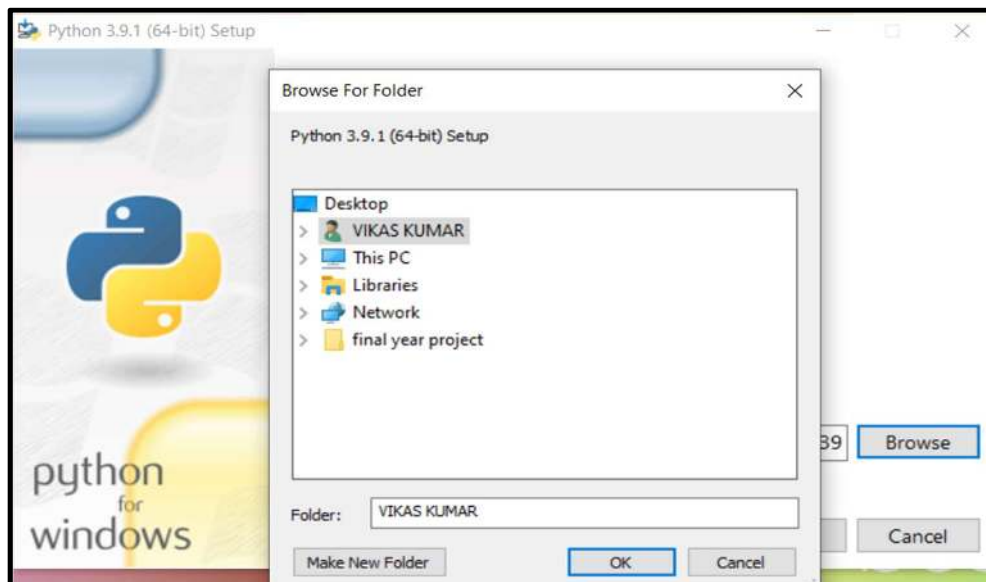 Python 3.9.1 (64-bit) Setup
Browse For Folder
Python 3.9.1 (64-bit) Setup
Desktop
VIKAS KUMAR
This PC
Libraries
Network
final year project
39
Browse
Folder:
VIKAS KUMAR
Make New Folder
OK
Cancel
Cancel
python
for
windows